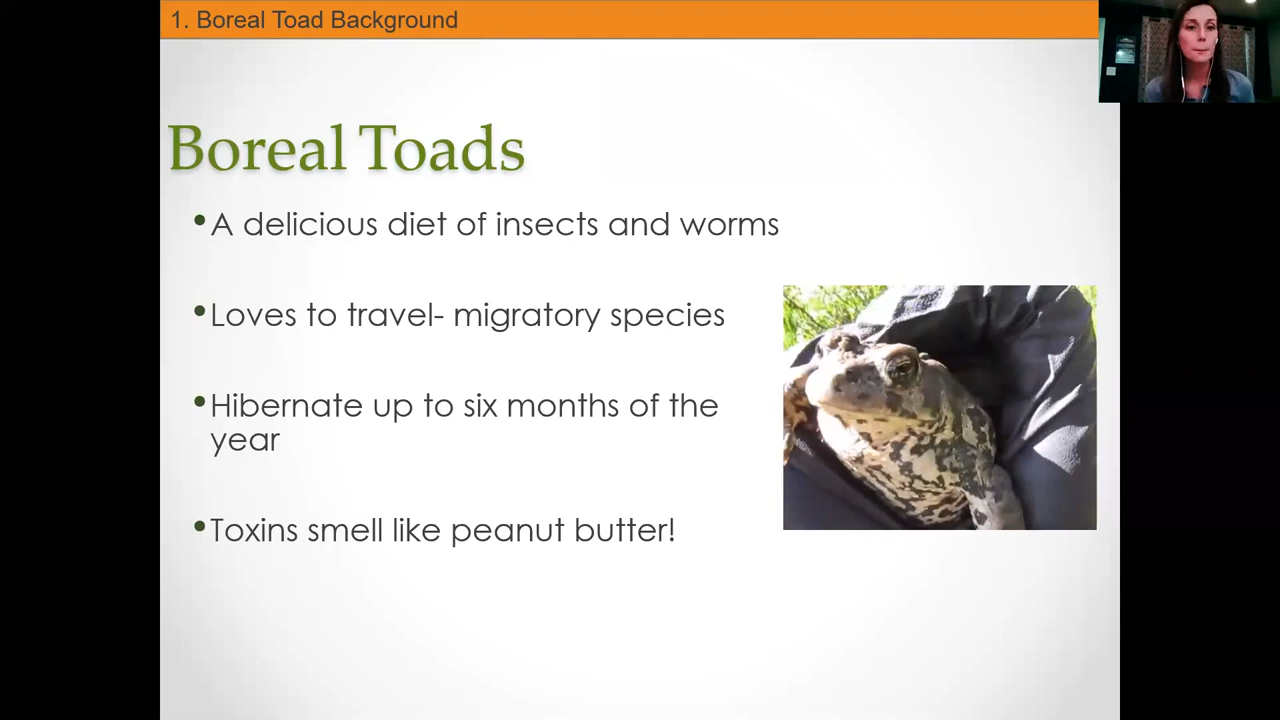 1. Boreal Toad Background
Boreal Toads
•A delicious diet of insects and worms
•Loves to travel- migratory species
•Hibernate up to six months of the
year
•Toxins smell like peanut butter!